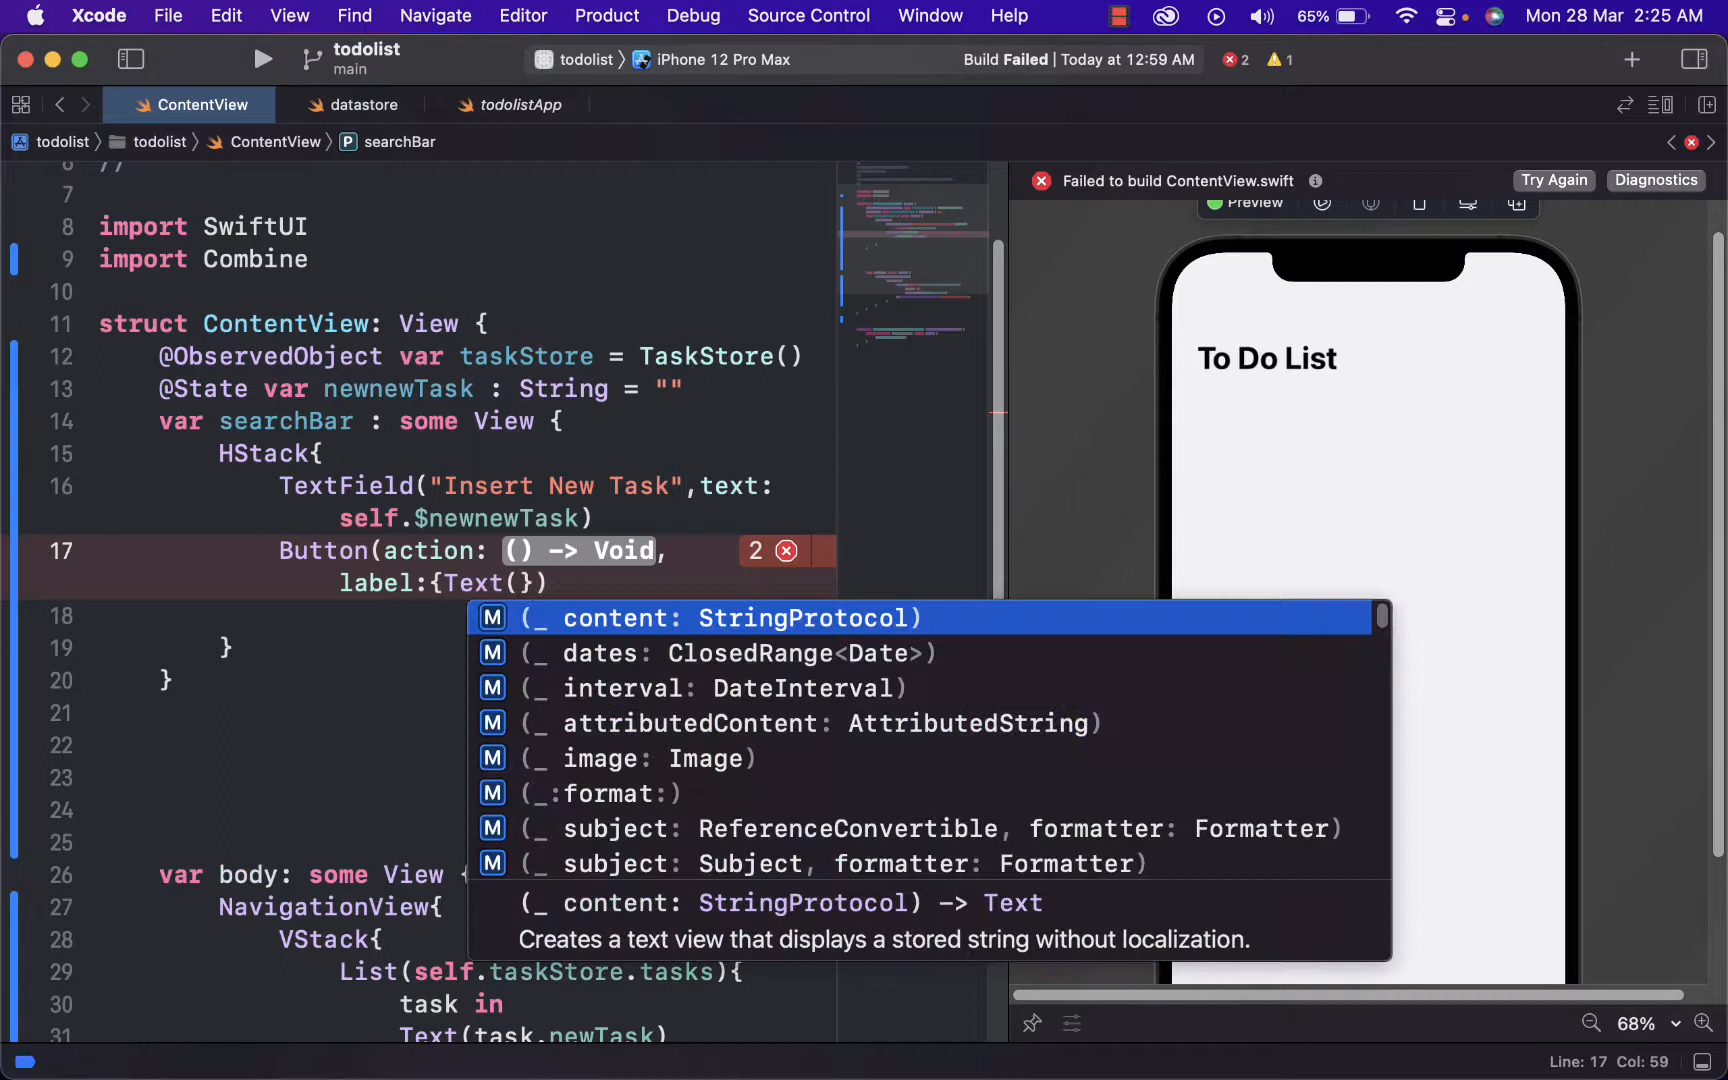 Xcode File Edit View Find Navigate Editor Product Debug Source Control Window Help 65% Mon 28 Mar 2:25 AM
todolist
main
todolist 〉 iPhone 12 Pro Max Build Failed | Today at 12:59 AM 2 1
ContentView datastore todolistApp
todolist 〉 todolist 〉 ContentView 〉 P searchBar
Failed to build ContentView.swift Try Again Diagnostics
Preview
6 //
7
8 import SwiftUI
9 import Combine
10
11 struct ContentView: View {
12 @ObservedObject var taskStore = TaskStore()
13 @State var newnewTask : String = ""
14 var searchBar : some View {
15 HStack{
16 TextField("Insert New Task",text:
self.$newnewTask)
17 Button(action: () -> Void, 2
label:{Text(})
18
19 }
20 }
21
22
23
24
25
26 var body: some View {
27 NavigationView{
28 VStack{
29 List(self.taskStore.tasks){
30 task in
31 Text(task.newTask)
M (_ content: StringProtocol)
M (_ dates: ClosedRange<Date>)
M (_ interval: DateInterval)
M (_ attributedContent: AttributedString)
M (_ image: Image)
M (_:format:)
M (_ subject: ReferenceConvertible, formatter: Formatter)
M (_ subject: Subject, formatter: Formatter)
(_ content: StringProtocol) -> Text
Creates a text view that displays a stored string without localization.
To Do List
68%
Line: 17 Col: 59